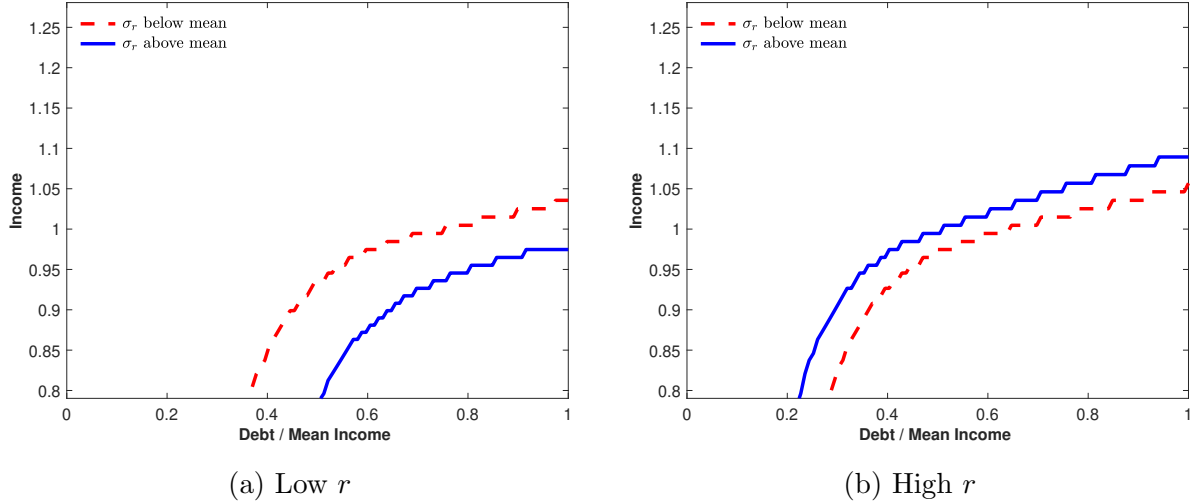 σ_r below mean
σ_r above mean
1.25
1.2
1.15
1.1
1.05
1
0.95
0.9
0.85
0.8
Income
0 0.2 0.4 0.6 0.8 1
Debt / Mean Income
(a) Low r
σ_r below mean
σ_r above mean
1.25
1.2
1.15
1.1
1.05
1
0.95
0.9
0.85
0.8
Income
0 0.2 0.4 0.6 0.8 1
Debt / Mean Income
(b) High r